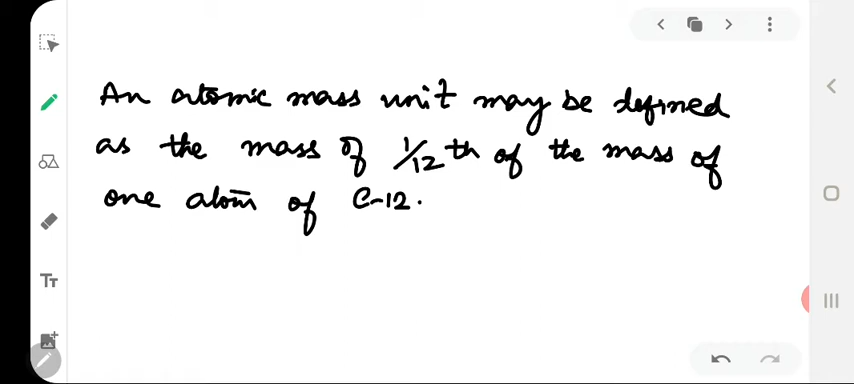 An atomic mass unit may be defined
as the mass of 1/12th of the mass of
one atom of C-12.
Tт